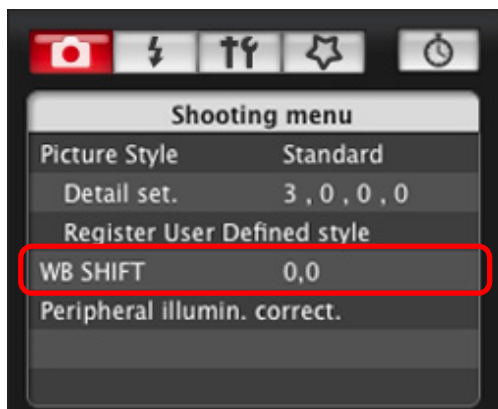 Shooting menu
Picture Style Standard
Detail set. 3 , 0 , 0 , 0
Register User Defined style
WB SHIFT 0,0
Peripheral illumin. correct.